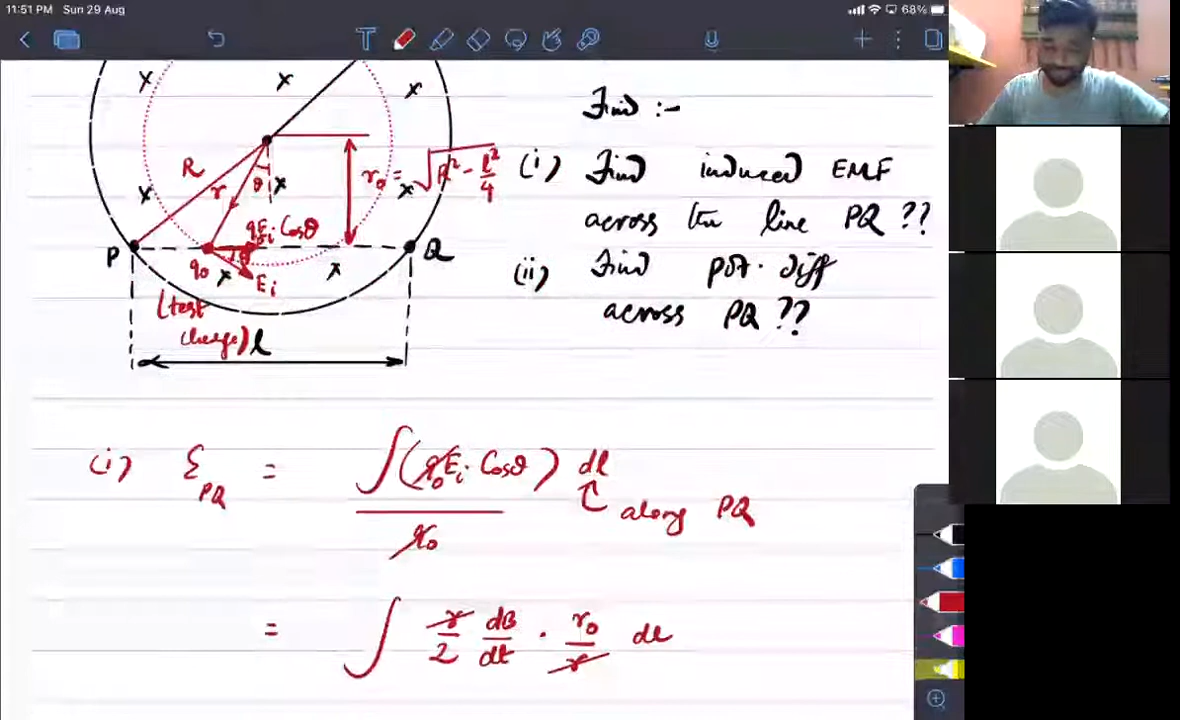 11:51 PM Sun 29 Aug
68%
x x x
Find :-
R
r
θ x
r₀ = √(R² - l²/4)
x x
(i) Find induced EMF
across the line PQ ??
q₀Eᵢ Cosθ
P Q
θ
q₀ x x
Eᵢ
(ii) Find pot. diff
across PQ ??
(test
charge) l
(i) ξ_PQ = ∫(q₀Eᵢ Cosθ) dl
along PQ
q₀
= ∫ r/2 dB/dt · r₀/r dl